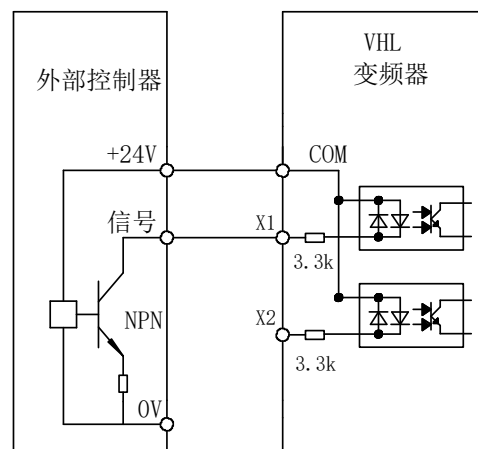 VHL
变频器
外部控制器
+24V
COM
信号
X1
3.3k
NPN
X2
3.3k
0V